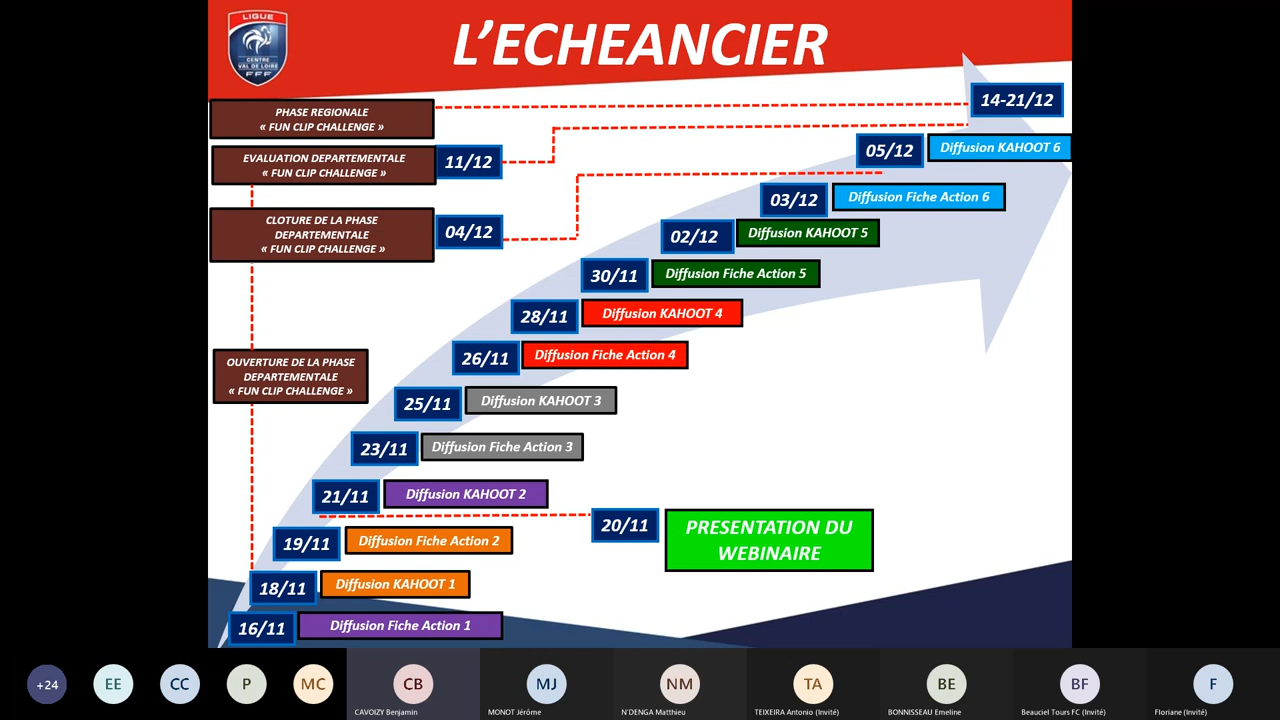 LIGUE
CENTRE
VAL DE LOIRE
FFF
L'ECHEANCIER
PHASE REGIONALE
« FUN CLIP CHALLENGE »
14-21/12
EVALUATION DEPARTEMENTALE
« FUN CLIP CHALLENGE »
11/12
05/12
Diffusion KAHOOT 6
03/12
Diffusion Fiche Action 6
CLOTURE DE LA PHASE
DEPARTEMENTALE
« FUN CLIP CHALLENGE »
04/12
02/12
Diffusion KAHOOT 5
30/11
Diffusion Fiche Action 5
28/11
Diffusion KAHOOT 4
26/11
Diffusion Fiche Action 4
OUVERTURE DE LA PHASE
DEPARTEMENTALE
« FUN CLIP CHALLENGE »
25/11
Diffusion KAHOOT 3
23/11
Diffusion Fiche Action 3
21/11
Diffusion KAHOOT 2
20/11
PRESENTATION DU
WEBINAIRE
19/11
Diffusion Fiche Action 2
18/11
Diffusion KAHOOT 1
16/11
Diffusion Fiche Action 1
+24
EE
CC
P
MC
CB
CAVOIZY Benjamin
MJ
MONOT Jérôme
NM
N'DENGA Matthieu
TA
TEIXEIRA Antonio (Invité)
BE
BONNISSEAU Emeline
BF
Beauciel Tours FC (Invité)
F
Floriane (Invité)